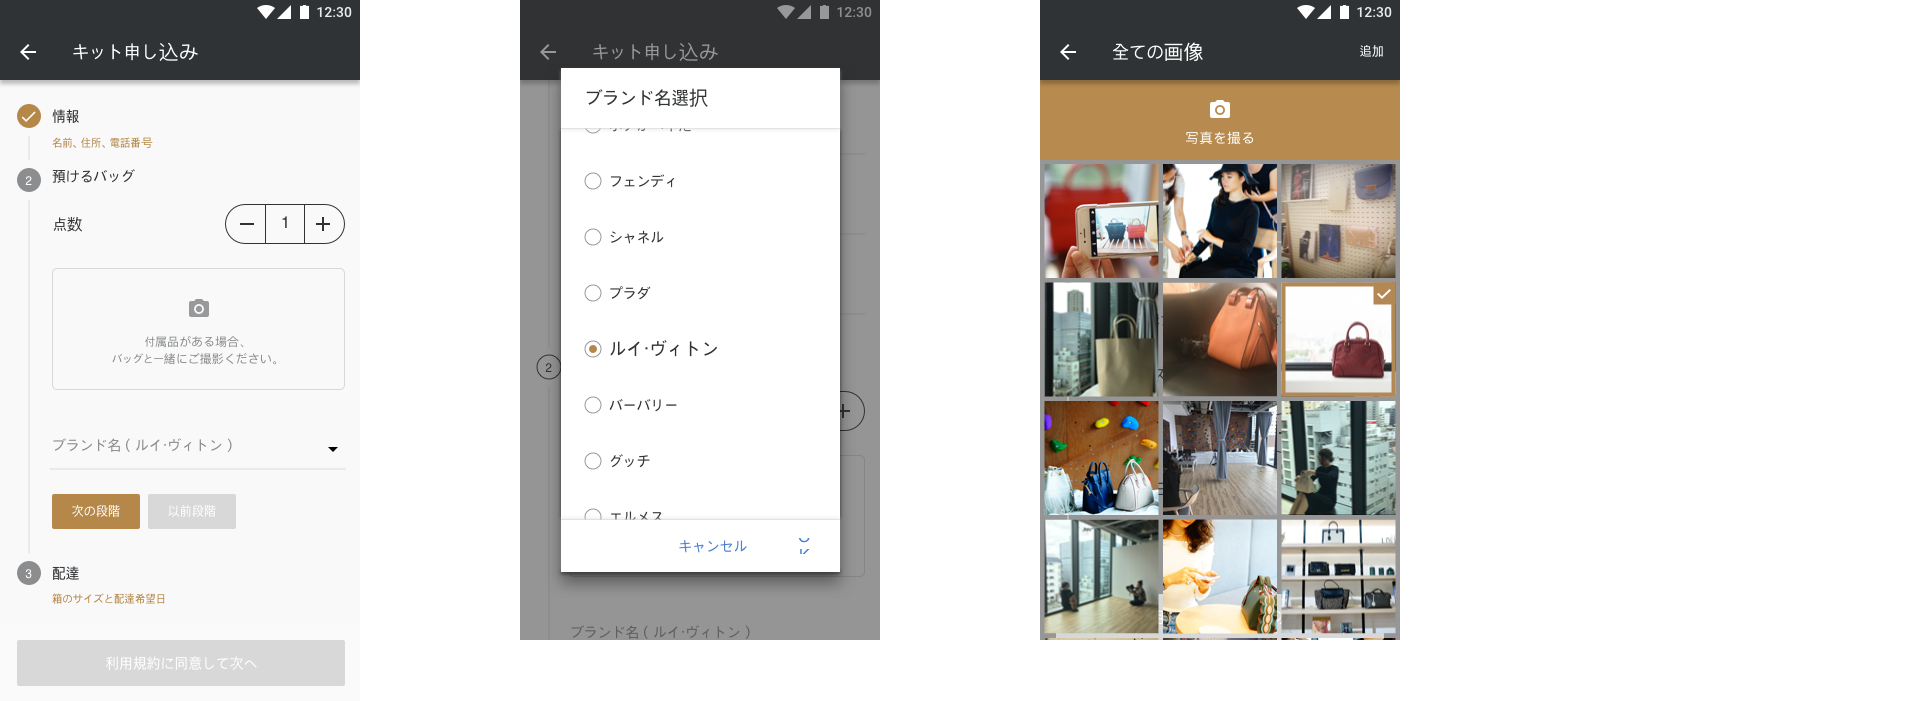 12:30
キット申し込み
情報
名前、住所、電話番号
2
預けるバッグ
点数
1
付属品がある場合、
バッグと一緒にご撮影ください。
ブランド名 ( ルイ·ヴィトン )
次の段階
以前段階
3
配達
箱のサイズと配達希望日
利用規約に同意して次へ
12:30
キット申し込み
ブランド名選択
フェンディ
シャネル
プラダ
2
ルイ·ヴィトン
バーバリー
グッチ
エルメス
キャンセル
ブランド名 ( ルイ·ヴィトン )
12:30
全ての画像
追加
写真を撮る